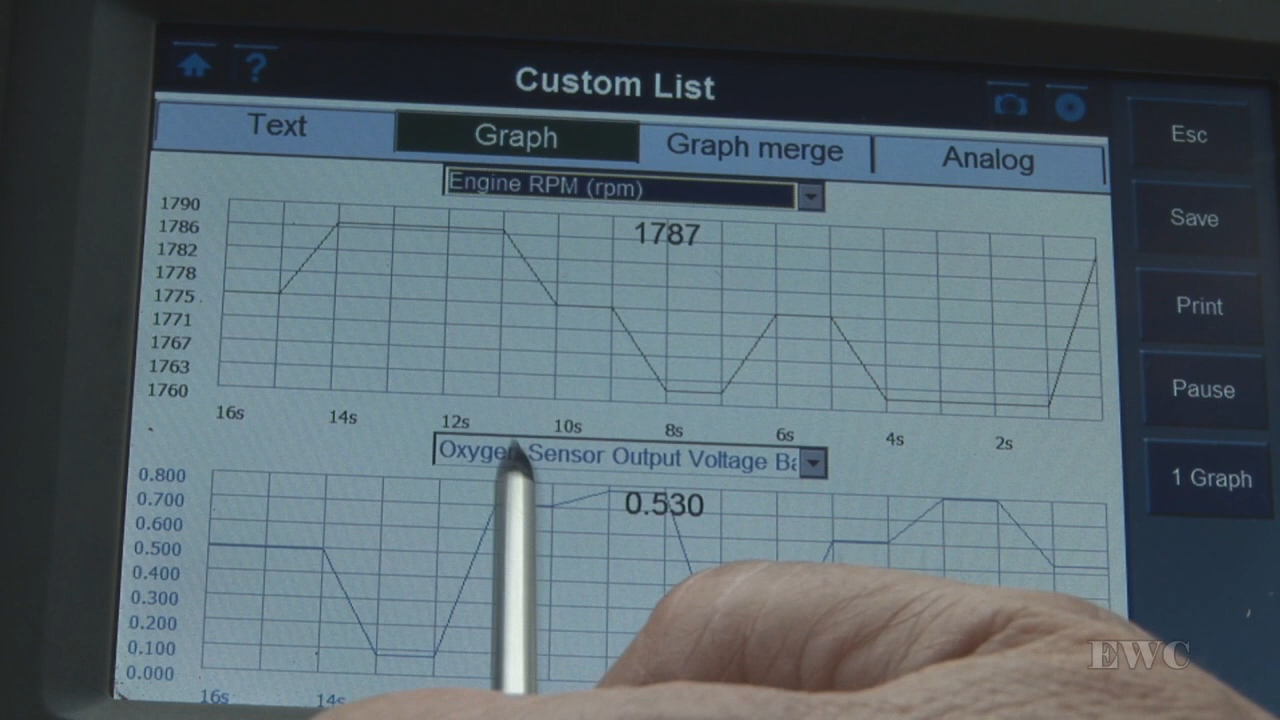 ?
Custom List
Text
Graph
Graph merge
Analog
Esc
Save
Print
Pause
1 Graph
Engine RPM (rpm)
1787
1790
1786
1782
1778
1775
1771
1767
1763
1760
16s 14s 12s 10s 8s 6s 4s 2s
Oxygen Sensor Output Voltage Ba
0.530
0.800
0.700
0.600
0.500
0.400
0.300
0.200
0.100
0.000
16s 14s
EWC